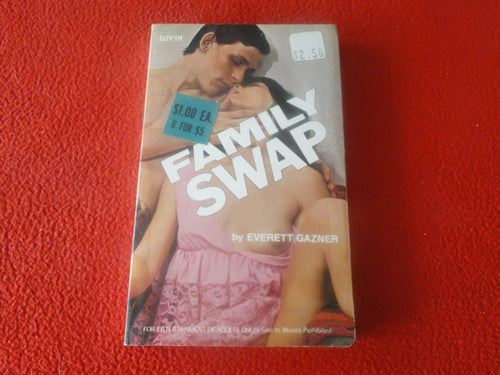 LUV-IN
$2.50
$1.00 EA.
6 FOR $5
FAMILY
SWAP
by EVERETT GAZNER
FOR ENTERTAINMENT OF ADULTS ONLY Sale to Minors Prohibited